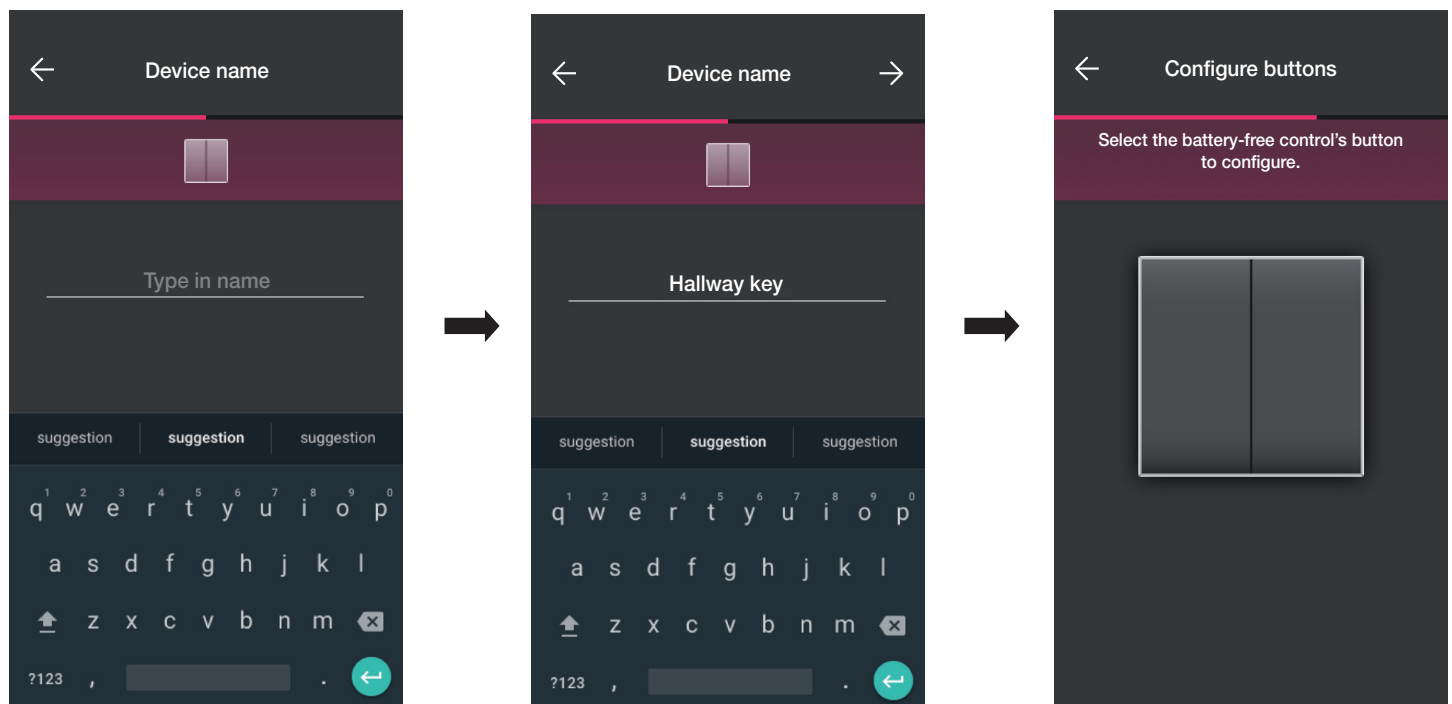 Device name
Type in name
suggestion suggestion suggestion
1 2 3 4 5 6 7 8 9 0
q w e r t y u i o p
a s d f g h j k l
z x c v b n m
?123 , .
Device name
Hallway key
suggestion suggestion suggestion
1 2 3 4 5 6 7 8 9 0
q w e r t y u i o p
a s d f g h j k l
z x c v b n m
?123 , .
Configure buttons
Select the battery-free control’s button
to configure.